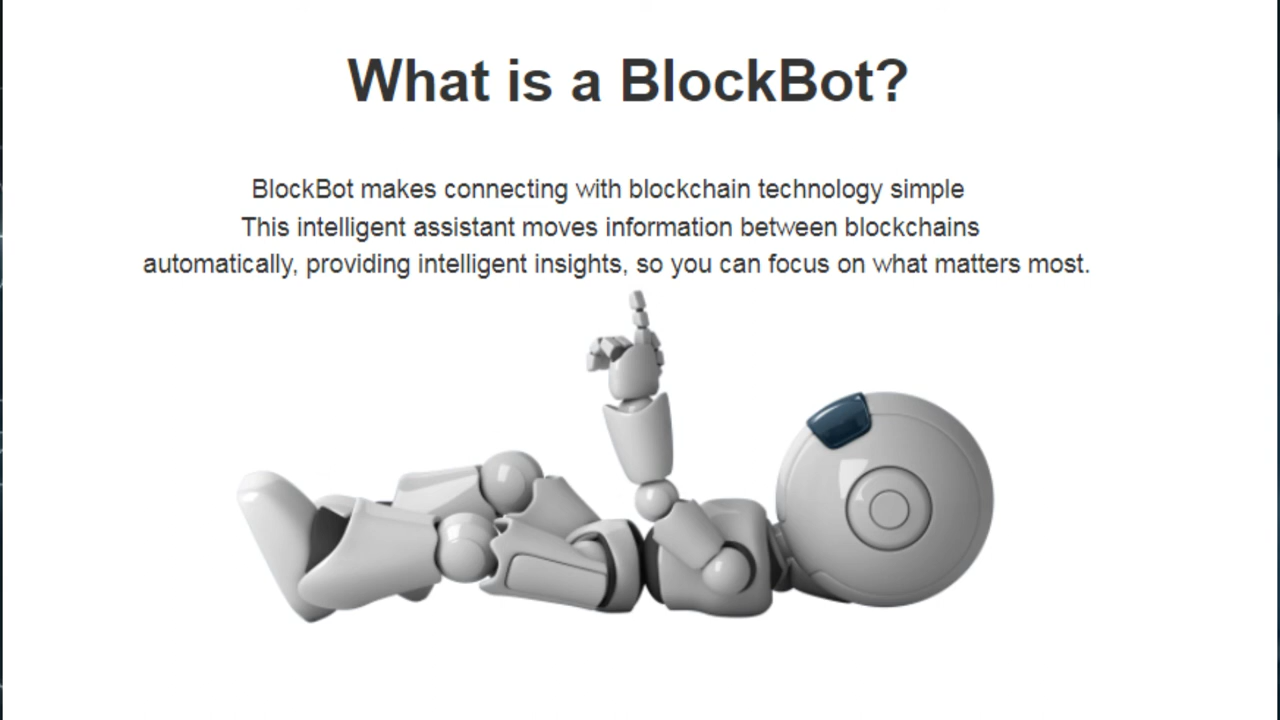 What is a BlockBot?
BlockBot makes connecting with blockchain technology simple
This intelligent assistant moves information between blockchains
automatically, providing intelligent insights, so you can focus on what matters most.